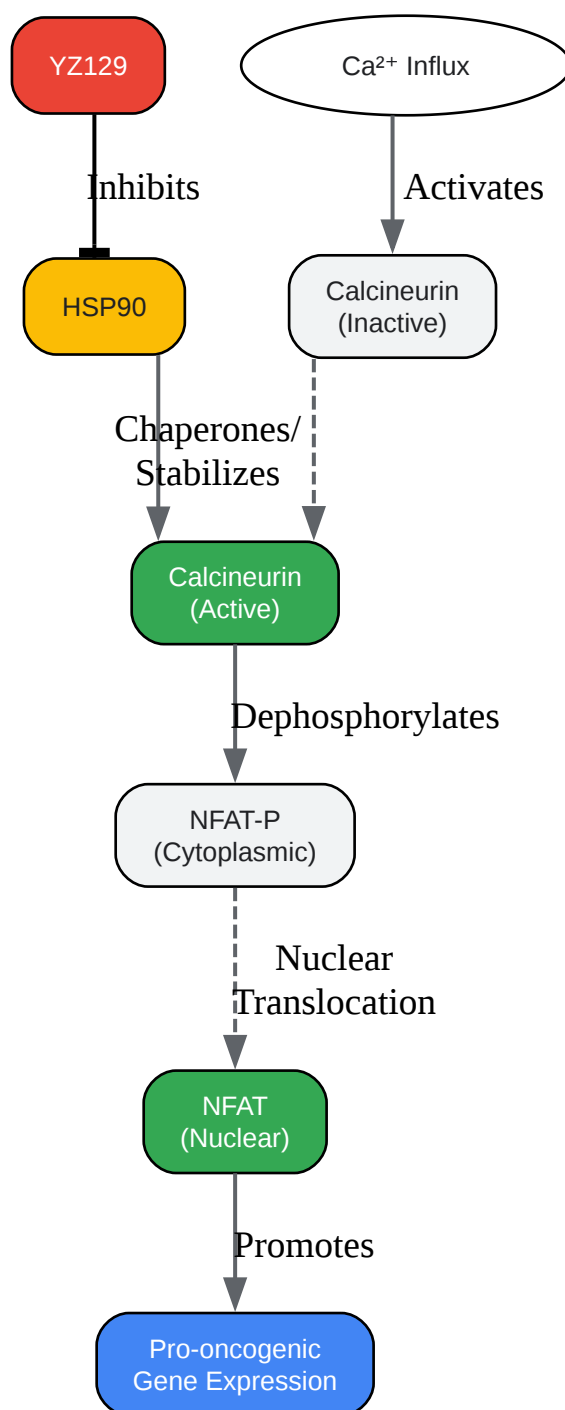 YZ129
Ca²⁺ Influx
Inhibits
Activates
HSP90
Calcineurin
(Inactive)
Chaperones/
Stabilizes
Calcineurin
(Active)
Dephosphorylates
NFAT-P
(Cytoplasmic)
Nuclear
Translocation
NFAT
(Nuclear)
Promotes
Pro-oncogenic
Gene Expression